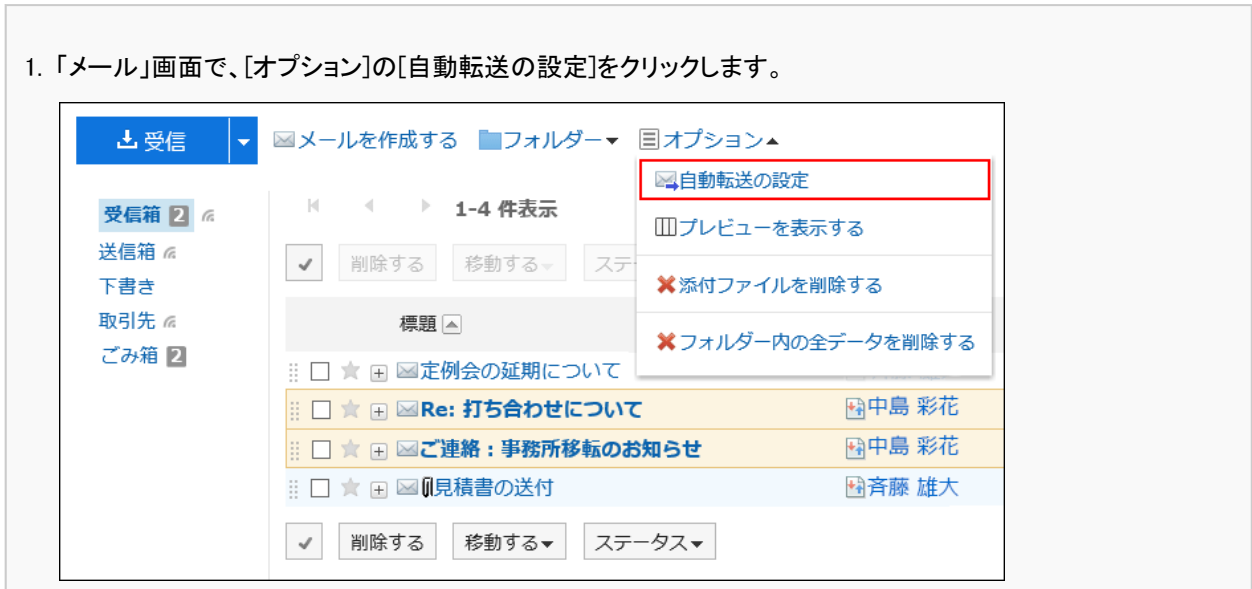 1. 「メール」画面で、[オプション]の[自動転送の設定]をクリックします。
受信 メールを作成する フォルダー▼ オプション▲
自動転送の設定
プレビューを表示する
添付ファイルを削除する
フォルダー内の全データを削除する
受信箱 2
送信箱
下書き
取引先
ごみ箱 2
1-4 件表示
削除する 移動する ステー
標題
定例会の延期について
Re: 打ち合わせについて 中島 彩花
ご連絡：事務所移転のお知らせ 中島 彩花
見積書の送付 斉藤 雄大
削除する 移動する▼ ステータス▼